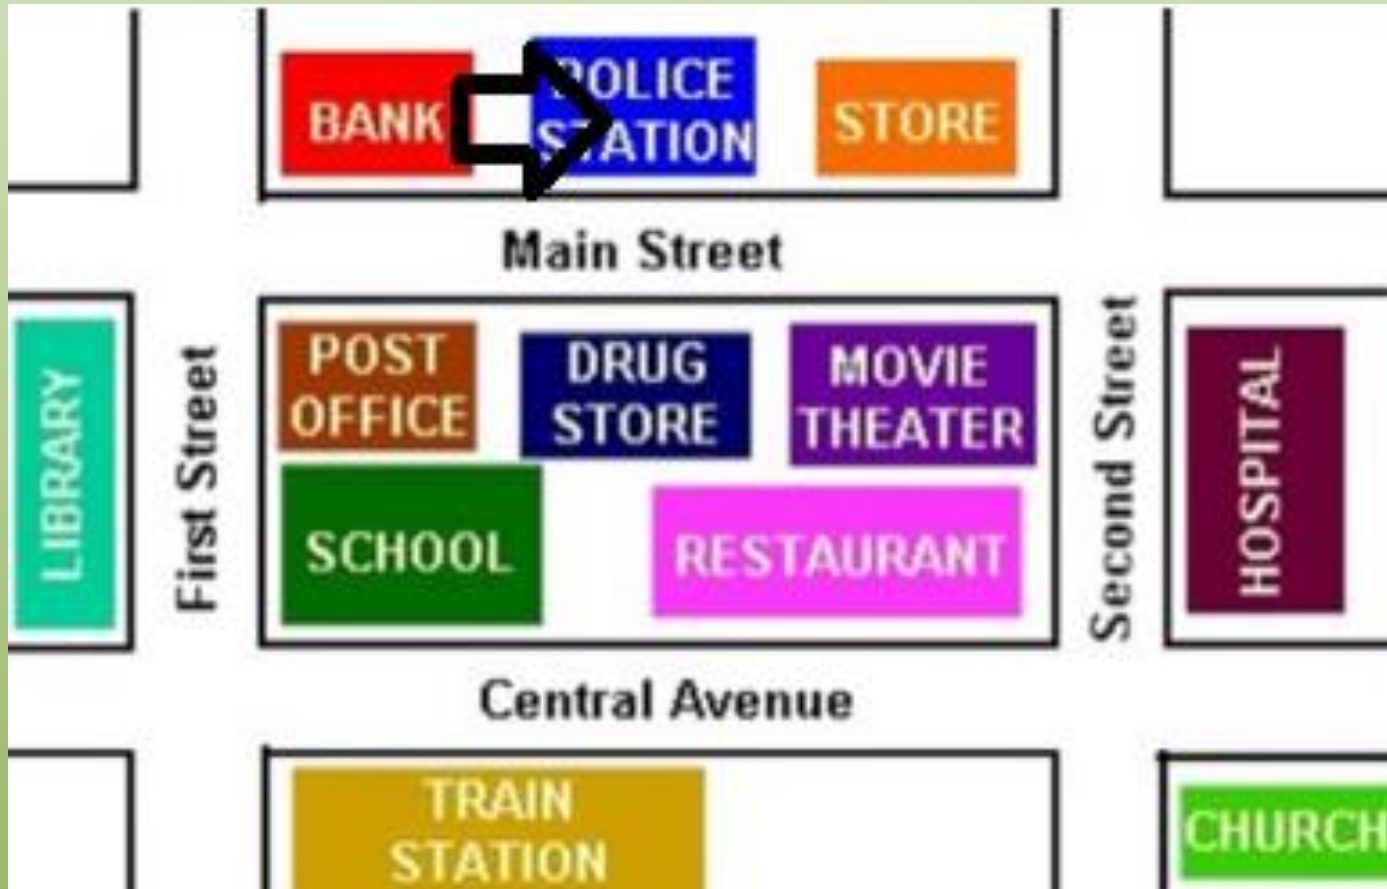 BANK
POLICE
STATION
STORE
Main Street
LIBRARY
First Street
POST
OFFICE
DRUG
STORE
MOVIE
THEATER
Second Street
HOSPITAL
SCHOOL
RESTAURANT
Central Avenue
TRAIN
STATION
CHURCH